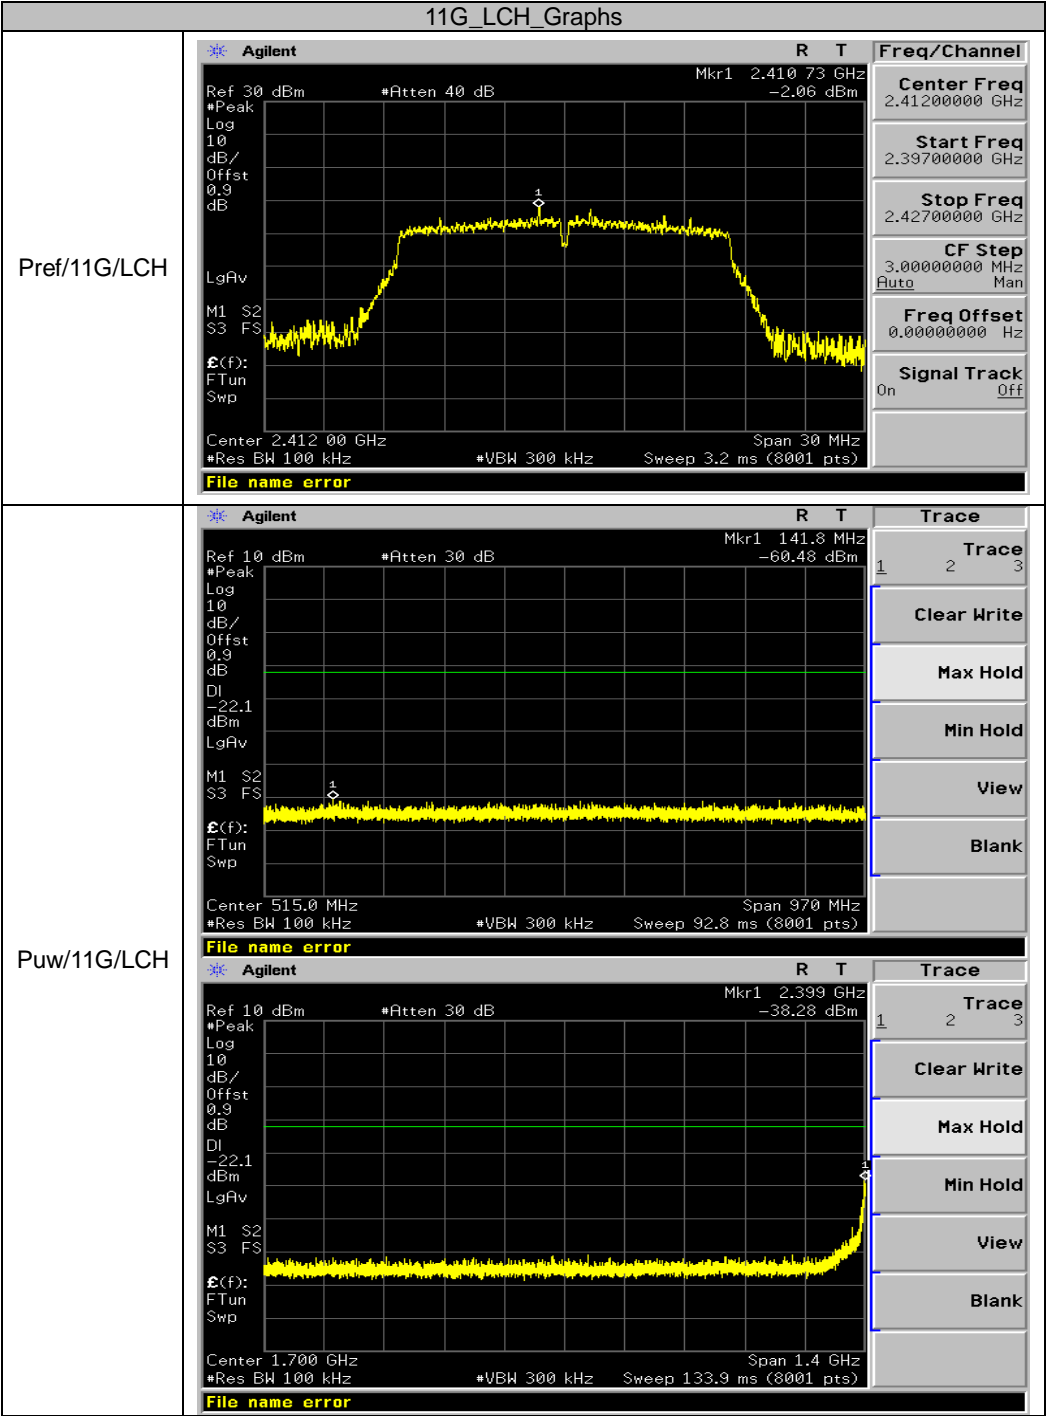 11G_LCH_Graphs
Pref/11G/LCH
Agilent R T Freq/Channel
Mkr1 2.410 73 GHz
Ref 30 dBm #Atten 40 dB -2.06 dBm
#Peak
Log
10
dB/
Offst
0.9
dB
LgAv
M1 S2
S3 FS
£(f):
FTun
Swp
1
Center 2.412 00 GHz Span 30 MHz
#Res BW 100 kHz #VBW 300 kHz Sweep 3.2 ms (8001 pts)
File name error
Center Freq
2.41200000 GHz
Start Freq
2.39700000 GHz
Stop Freq
2.42700000 GHz
CF Step
3.00000000 MHz
Auto Man
Freq Offset
0.00000000 Hz
Signal Track
On Off
Puw/11G/LCH
Agilent R T Trace
Mkr1 141.8 MHz
Ref 10 dBm #Atten 30 dB -60.48 dBm
#Peak
Log
10
dB/
Offst
0.9
dB
DI
-22.1
dBm
LgAv
M1 S2
S3 FS
£(f):
FTun
Swp
1
Center 515.0 MHz Span 970 MHz
#Res BW 100 kHz #VBW 300 kHz Sweep 92.8 ms (8001 pts)
File name error
Trace
1 2 3
Clear Write
Max Hold
Min Hold
View
Blank
Agilent R T Trace
Mkr1 2.399 GHz
Ref 10 dBm #Atten 30 dB -38.28 dBm
#Peak
Log
10
dB/
Offst
0.9
dB
DI
-22.1
dBm
LgAv
M1 S2
S3 FS
£(f):
FTun
Swp
1
Center 1.700 GHz Span 1.4 GHz
#Res BW 100 kHz #VBW 300 kHz Sweep 133.9 ms (8001 pts)
File name error
Trace
1 2 3
Clear Write
Max Hold
Min Hold
View
Blank